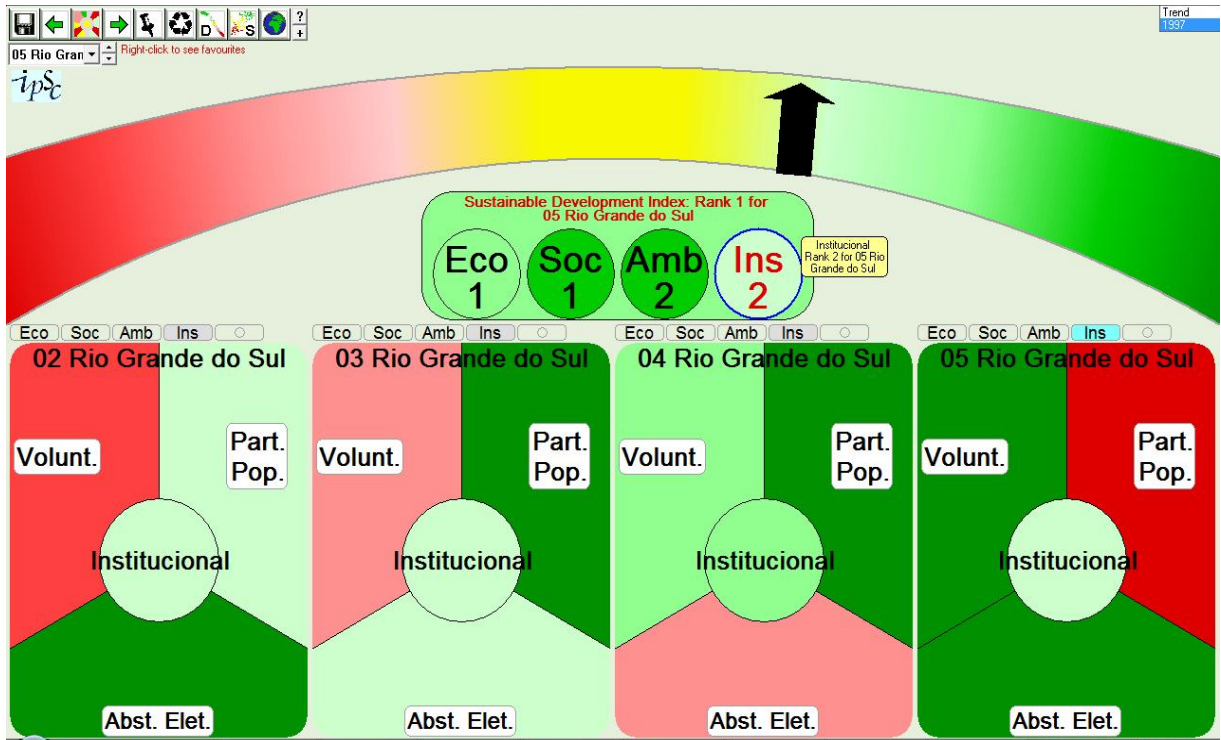 Trend
1997
D
S
?
+
05 Rio Gran
Right-click to see favourites
ipSc
Sustainable Development Index: Rank 1 for
05 Rio Grande do Sul
Eco
1
Soc
1
Amb
2
Ins
2
Institucional
Rank 2 for 05 Rio
Grande do Sul
Eco Soc Amb Ins
Eco Soc Amb Ins
Eco Soc Amb Ins
Eco Soc Amb Ins
02 Rio Grande do Sul
Volunt.
Part.
Pop.
Institucional
Abst. Elet.
03 Rio Grande do Sul
Volunt.
Part.
Pop.
Institucional
Abst. Elet.
04 Rio Grande do Sul
Volunt.
Part.
Pop.
Institucional
Abst. Elet.
05 Rio Grande do Sul
Volunt.
Part.
Pop.
Institucional
Abst. Elet.